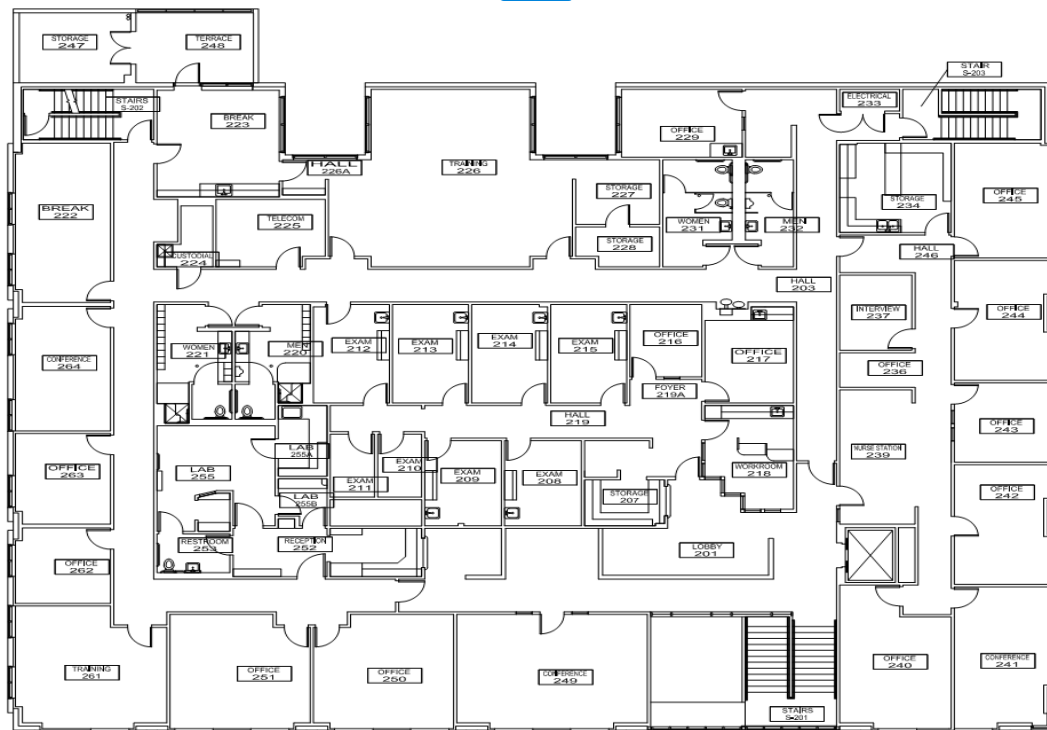 STORAGE
247
TERRACE
248
STAIR
S-203
STAIRS
S-202
ELECTRICAL
233
BREAK
223
OFFICE
229
HALL
226A
TRAINING
226
STORAGE
227
STORAGE
234
OFFICE
245
BREAK
222
TELECOM
225
WOMEN
231
MEN
232
STORAGE
228
CUSTODIAL
224
HALL
246
HALL
203
INTERVIEW
237
OFFICE
244
WOMEN
221
MEN
220
EXAM
212
EXAM
213
EXAM
214
EXAM
215
OFFICE
216
OFFICE
217
CONFERENCE
264
OFFICE
236
FOYER
219A
HALL
219
OFFICE
243
LAB
255A
NURSE STATION
239
OFFICE
263
LAB
255
EXAM
211
EXAM
210
EXAM
209
EXAM
208
WORKROOM
218
LAB
255B
STORAGE
207
OFFICE
242
RESTROOM
253
RECEPTION
252
LOBBY
201
OFFICE
262
TRAINING
261
OFFICE
251
OFFICE
250
CONFERENCE
249
OFFICE
240
CONFERENCE
241
STAIRS
S-201